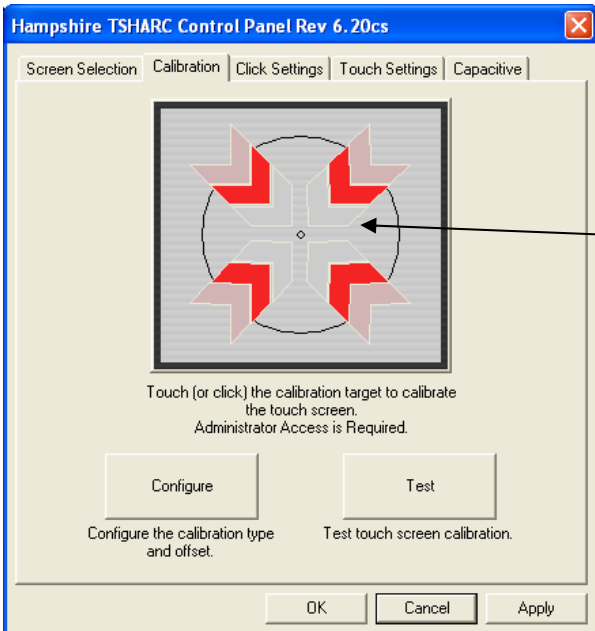 Hampshire TSHARC Control Panel Rev 6.20cs
Screen Selection Calibration Click Settings Touch Settings Capacitive
Touch (or click) the calibration target to calibrate
the touch screen.
Administrator Access is Required.
Configure Test
Configure the calibration type
and offset.
Test touch screen calibration.
OK Cancel Apply